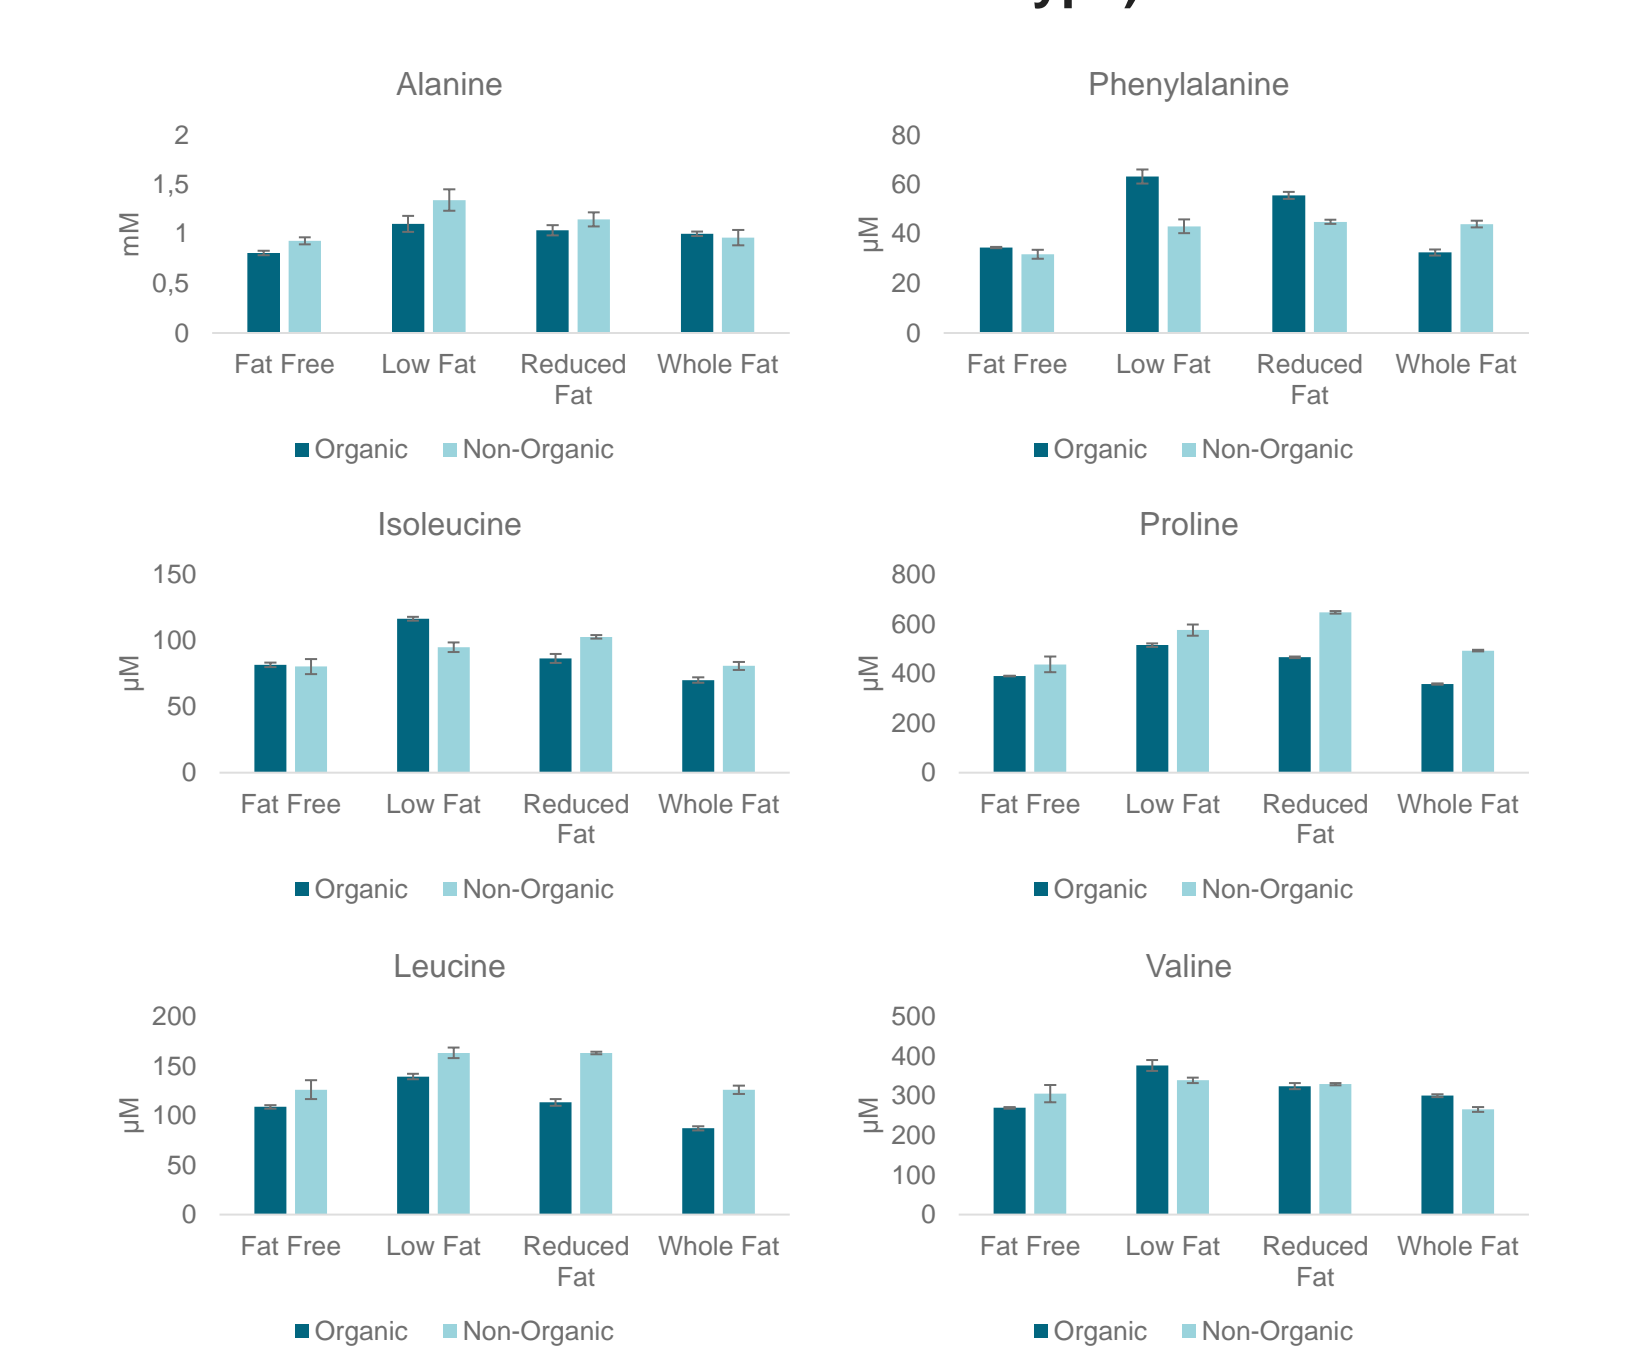 Alanine
2
1,5
1
0,5
0
mM
Fat Free Low Fat Reduced Whole Fat
Fat
Organic Non-Organic
Phenylalanine
80
60
40
20
0
µM
Fat Free Low Fat Reduced Whole Fat
Fat
Organic Non-Organic
Isoleucine
150
100
50
0
µM
Fat Free Low Fat Reduced Whole Fat
Fat
Organic Non-Organic
Proline
800
600
400
200
0
µM
Fat Free Low Fat Reduced Whole Fat
Fat
Organic Non-Organic
Leucine
200
150
100
50
0
µM
Fat Free Low Fat Reduced Whole Fat
Fat
Organic Non-Organic
Valine
500
400
300
200
100
0
µM
Fat Free Low Fat Reduced Whole Fat
Fat
Organic Non-Organic